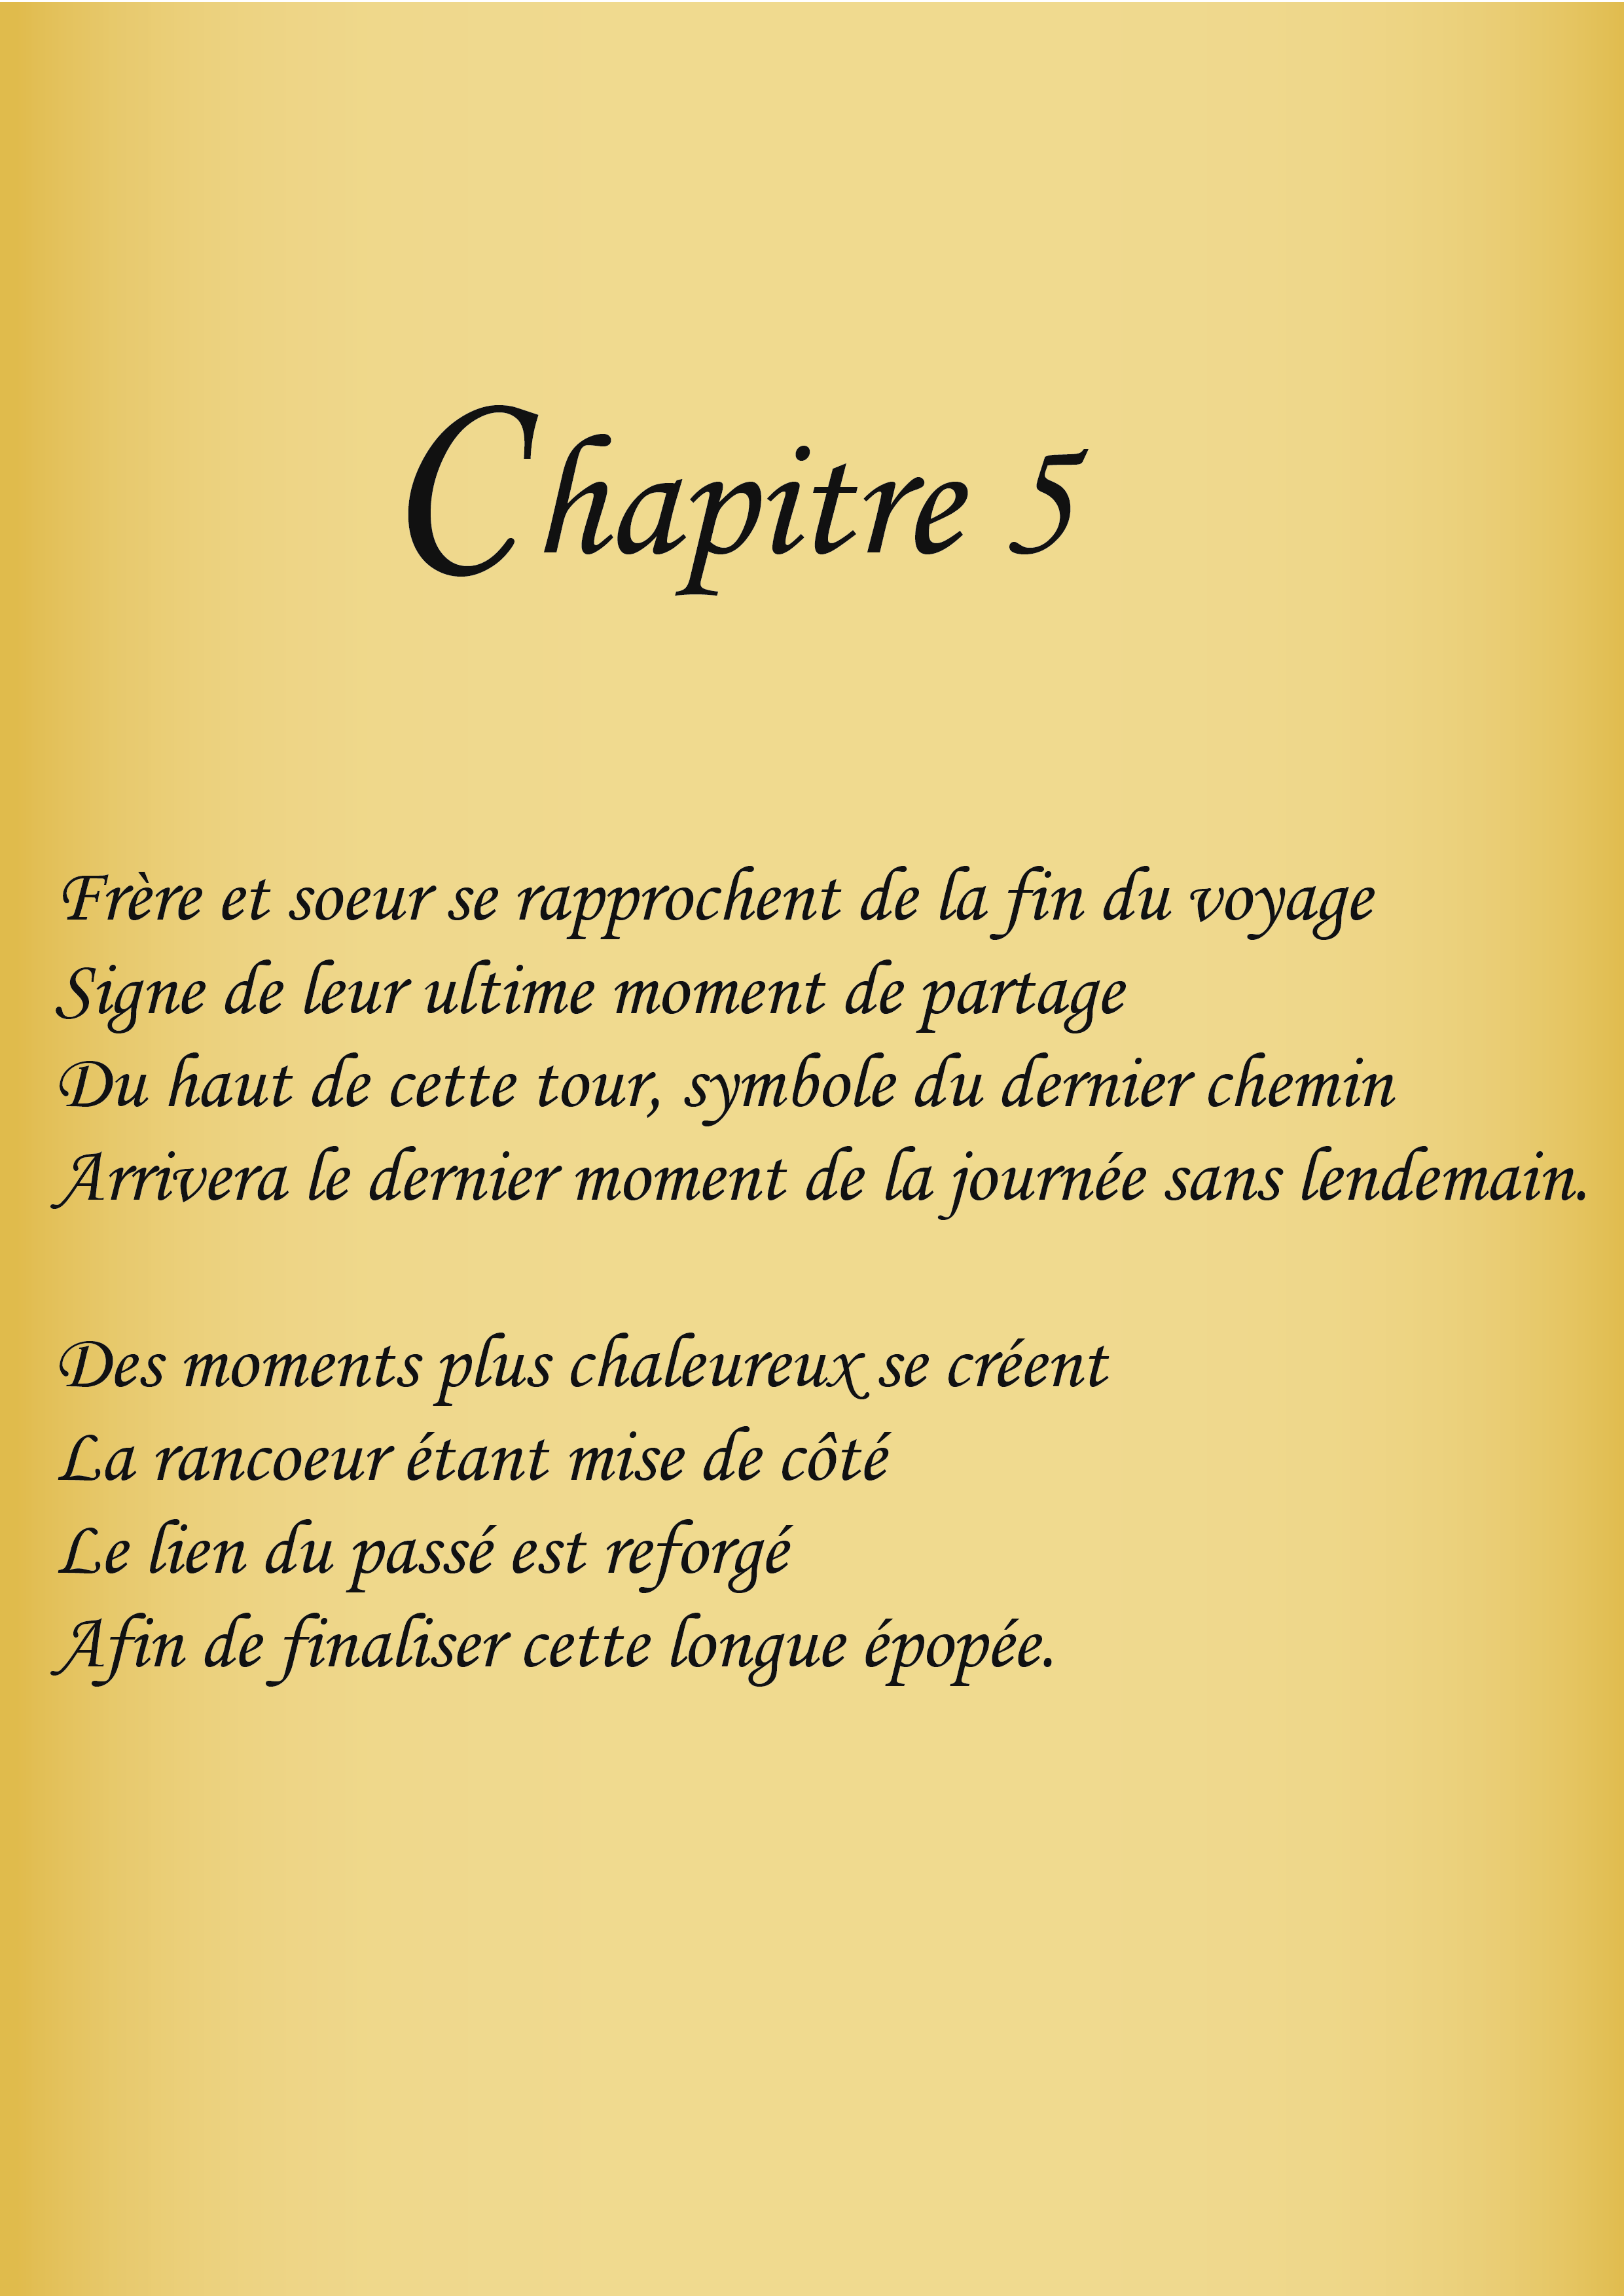 Chapitre 5
Frère et soeur se rapprochent de la fin du voyage
Signe de leur ultime moment de partage
Du haut de cette tour, symbole du dernier chemin
Arrivera le dernier moment de la journée sans lendemain.
Des moments plus chaleureux se créent
La rancoeur étant mise de côté
Le lien du passé est reforgé
Afin de finaliser cette longue épopée.